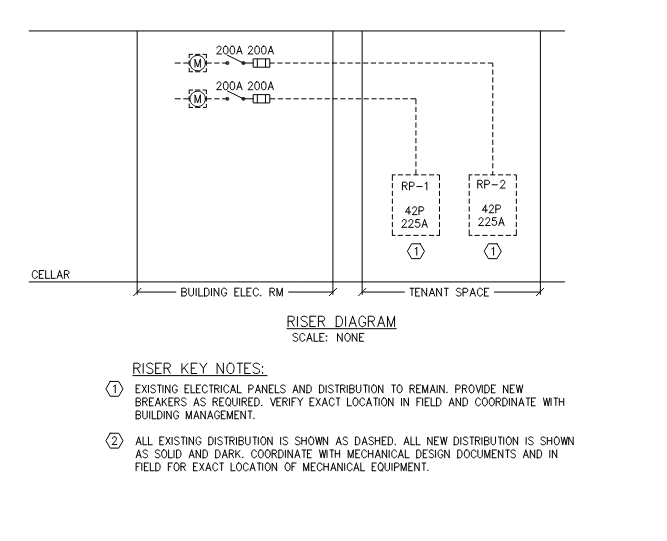 200A 200A
M
200A 200A
M
RP-1
42P
225A
RP-2
42P
225A
1
1
CELLAR
BUILDING ELEC. RM
TENANT SPACE
RISER DIAGRAM
SCALE: NONE
RISER KEY NOTES:
1 EXISTING ELECTRICAL PANELS AND DISTRIBUTION TO REMAIN. PROVIDE NEW
BREAKERS AS REQUIRED. VERIFY EXACT LOCATION IN FIELD AND COORDINATE WITH
BUILDING MANAGEMENT.
2 ALL EXISTING DISTRIBUTION IS SHOWN AS DASHED. ALL NEW DISTRIBUTION IS SHOWN
AS SOLID AND DARK. COORDINATE WITH MECHANICAL DESIGN DOCUMENTS AND IN
FIELD FOR EXACT LOCATION OF MECHANICAL EQUIPMENT.